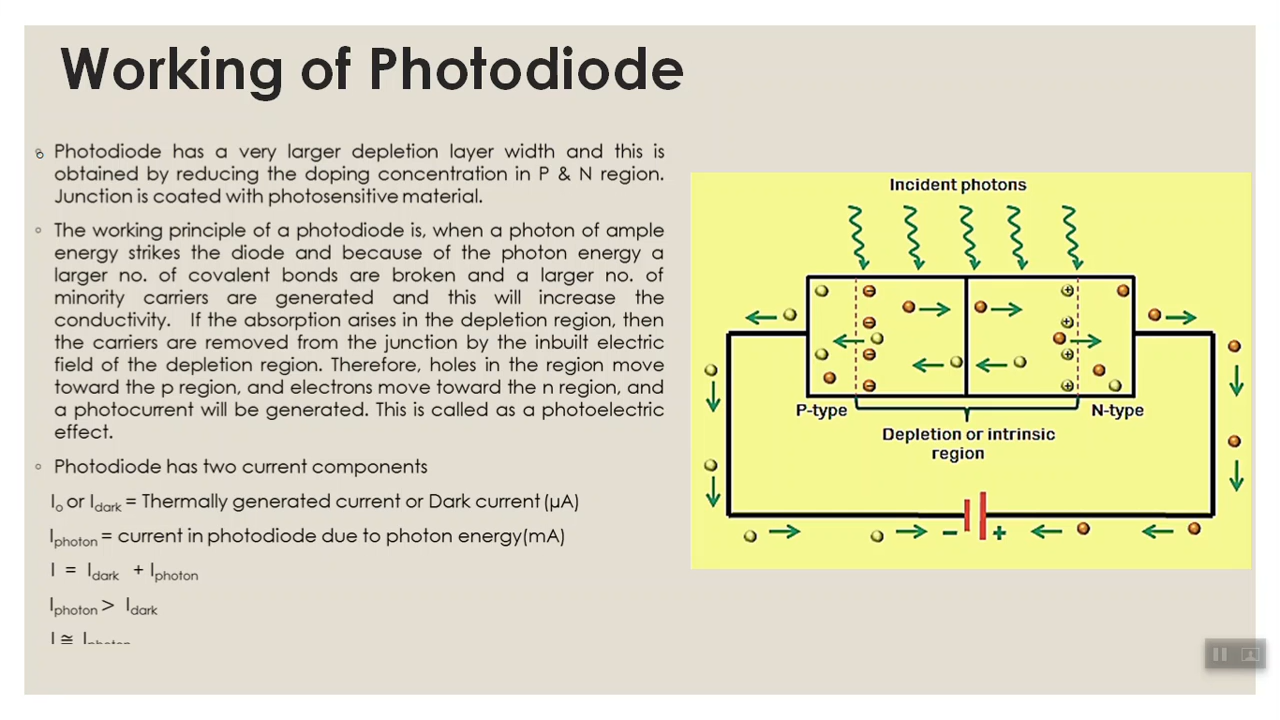 Working of Photodiode
Photodiode has a very larger depletion layer width and this is
obtained by reducing the doping concentration in P & N region.
Junction is coated with photosensitive material.
The working principle of a photodiode is, when a photon of ample
energy strikes the diode and because of the photon energy a
larger no. of covalent bonds are broken and a larger no. of
minority carriers are generated and this will increase the
conductivity. If the absorption arises in the depletion region, then
the carriers are removed from the junction by the inbuilt electric
field of the depletion region. Therefore, holes in the region move
toward the p region, and electrons move toward the n region, and
a photocurrent will be generated. This is called as a photoelectric
effect.
Photodiode has two current components
Io or Idark = Thermally generated current or Dark current (µA)
Iphoton = current in photodiode due to photon energy(mA)
I = Idark + Iphoton
Iphoton > Idark
I ≅ Iphoton
Incident photons
P-type
N-type
Depletion or intrinsic
region
− +